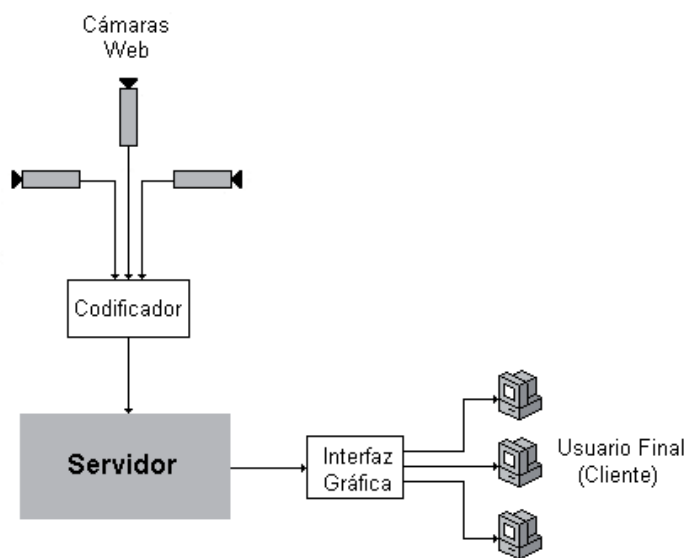 Cámaras
Web
Codificador
Servidor
Interfaz
Gráfica
Usuario Final
(Cliente)